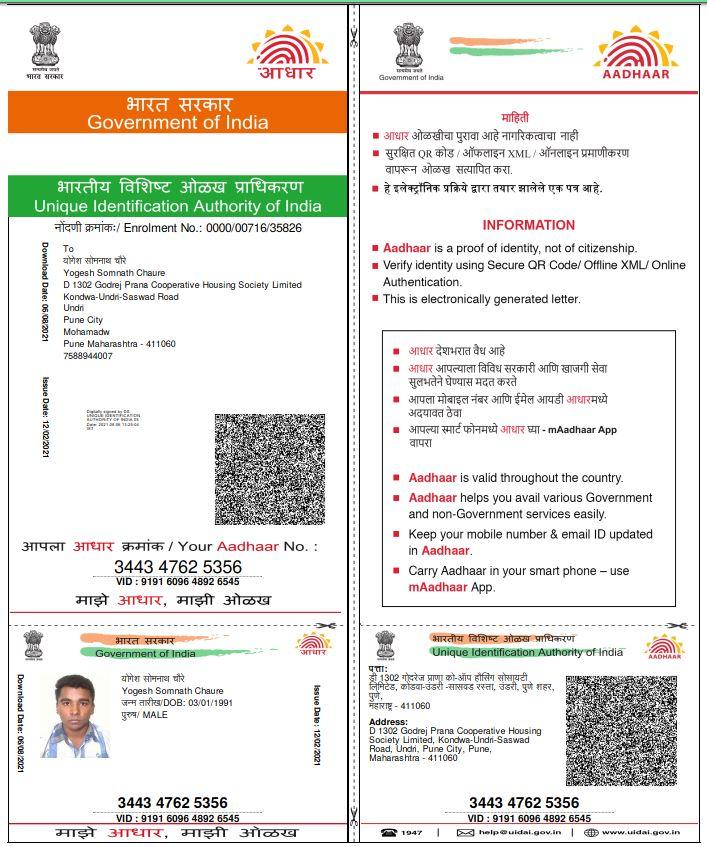 सत्यमेव जयते
भारत सरकार
आधार
भारत सरकार
Government of India
भारतीय विशिष्ट ओळख प्राधिकरण
Unique Identification Authority of India
नोंदणी क्रमांक:/ Enrolment No.: 0000/00716/35826
Download Date: 06/08/2021
To
योगेश सोमनाथ चौरे
Yogesh Somnath Chaure
D 1302 Godrej Prana Cooperative Housing Society Limited
Kondwa-Undri-Saswad Road
Undri
Pune City
Mohamadw
Pune Maharashtra - 411060
7588944007
Issue Date: 12/02/2021
Digitally signed by DS
UNIQUE IDENTIFICATION
AUTHORITY OF INDIA 05
Date: 2021.08.06 13:25:04
IST
आपला आधार क्रमांक / Your Aadhaar No. :
3443 4762 5356
VID : 9191 6096 4892 6545
माझे आधार, माझी ओळख
Government of India
AADHAAR
माहिती
आधार ओळखीचा पुरावा आहे नागरिकत्वाचा नाही
सुरक्षित QR कोड / ऑफलाइन XML / ऑनलाइन प्रमाणीकरण
वापरून ओळख सत्यापित करा.
हे इलेक्ट्रॉनिक प्रक्रिये द्वारा तयार झालेले एक पत्र आहे.
INFORMATION
Aadhaar is a proof of identity, not of citizenship.
Verify identity using Secure QR Code/ Offline XML/ Online
Authentication.
This is electronically generated letter.
आधार देशभरात वैध आहे
आधार आपल्याला विविध सरकारी आणि खाजगी सेवा
सुलभतेने घेण्यास मदत करते
आपला मोबाइल नंबर आणि ईमेल आयडी आधारमध्ये
अदयावत ठेवा
आपल्या स्मार्ट फोनमध्ये आधार घ्या - mAadhaar App
वापरा
Aadhaar is valid throughout the country.
Aadhaar helps you avail various Government
and non-Government services easily.
Keep your mobile number & email ID updated
in Aadhaar.
Carry Aadhaar in your smart phone – use
mAadhaar App.
भारत सरकार
Government of India
आधार
Download Date: 06/08/2021
योगेश सोमनाथ चौरे
Yogesh Somnath Chaure
जन्म तारीख/DOB: 03/01/1991
पुरुष/ MALE
Issue Date: 12/02/2021
3443 4762 5356
VID : 9191 6096 4892 6545
माझे आधार, माझी ओळख
भारतीय विशिष्ट ओळख प्राधिकरण
Unique Identification Authority of India
AADHAAR
पत्ता:
डी 1302 गोदरेज प्राणा को-ऑप हौसिंग सोसायटी
लिमिटेड, कोंडवा-उंडरी -सासवड रस्ता, उंडरी, पुणे शहर,
पुणे,
महाराष्ट्र - 411060
Address:
D 1302 Godrej Prana Cooperative Housing
Society Limited, Kondwa-Undri-Saswad
Road, Undri, Pune City, Pune,
Maharashtra - 411060
3443 4762 5356
VID : 9191 6096 4892 6545
1947 | help@uidai.gov.in | www.uidai.gov.in